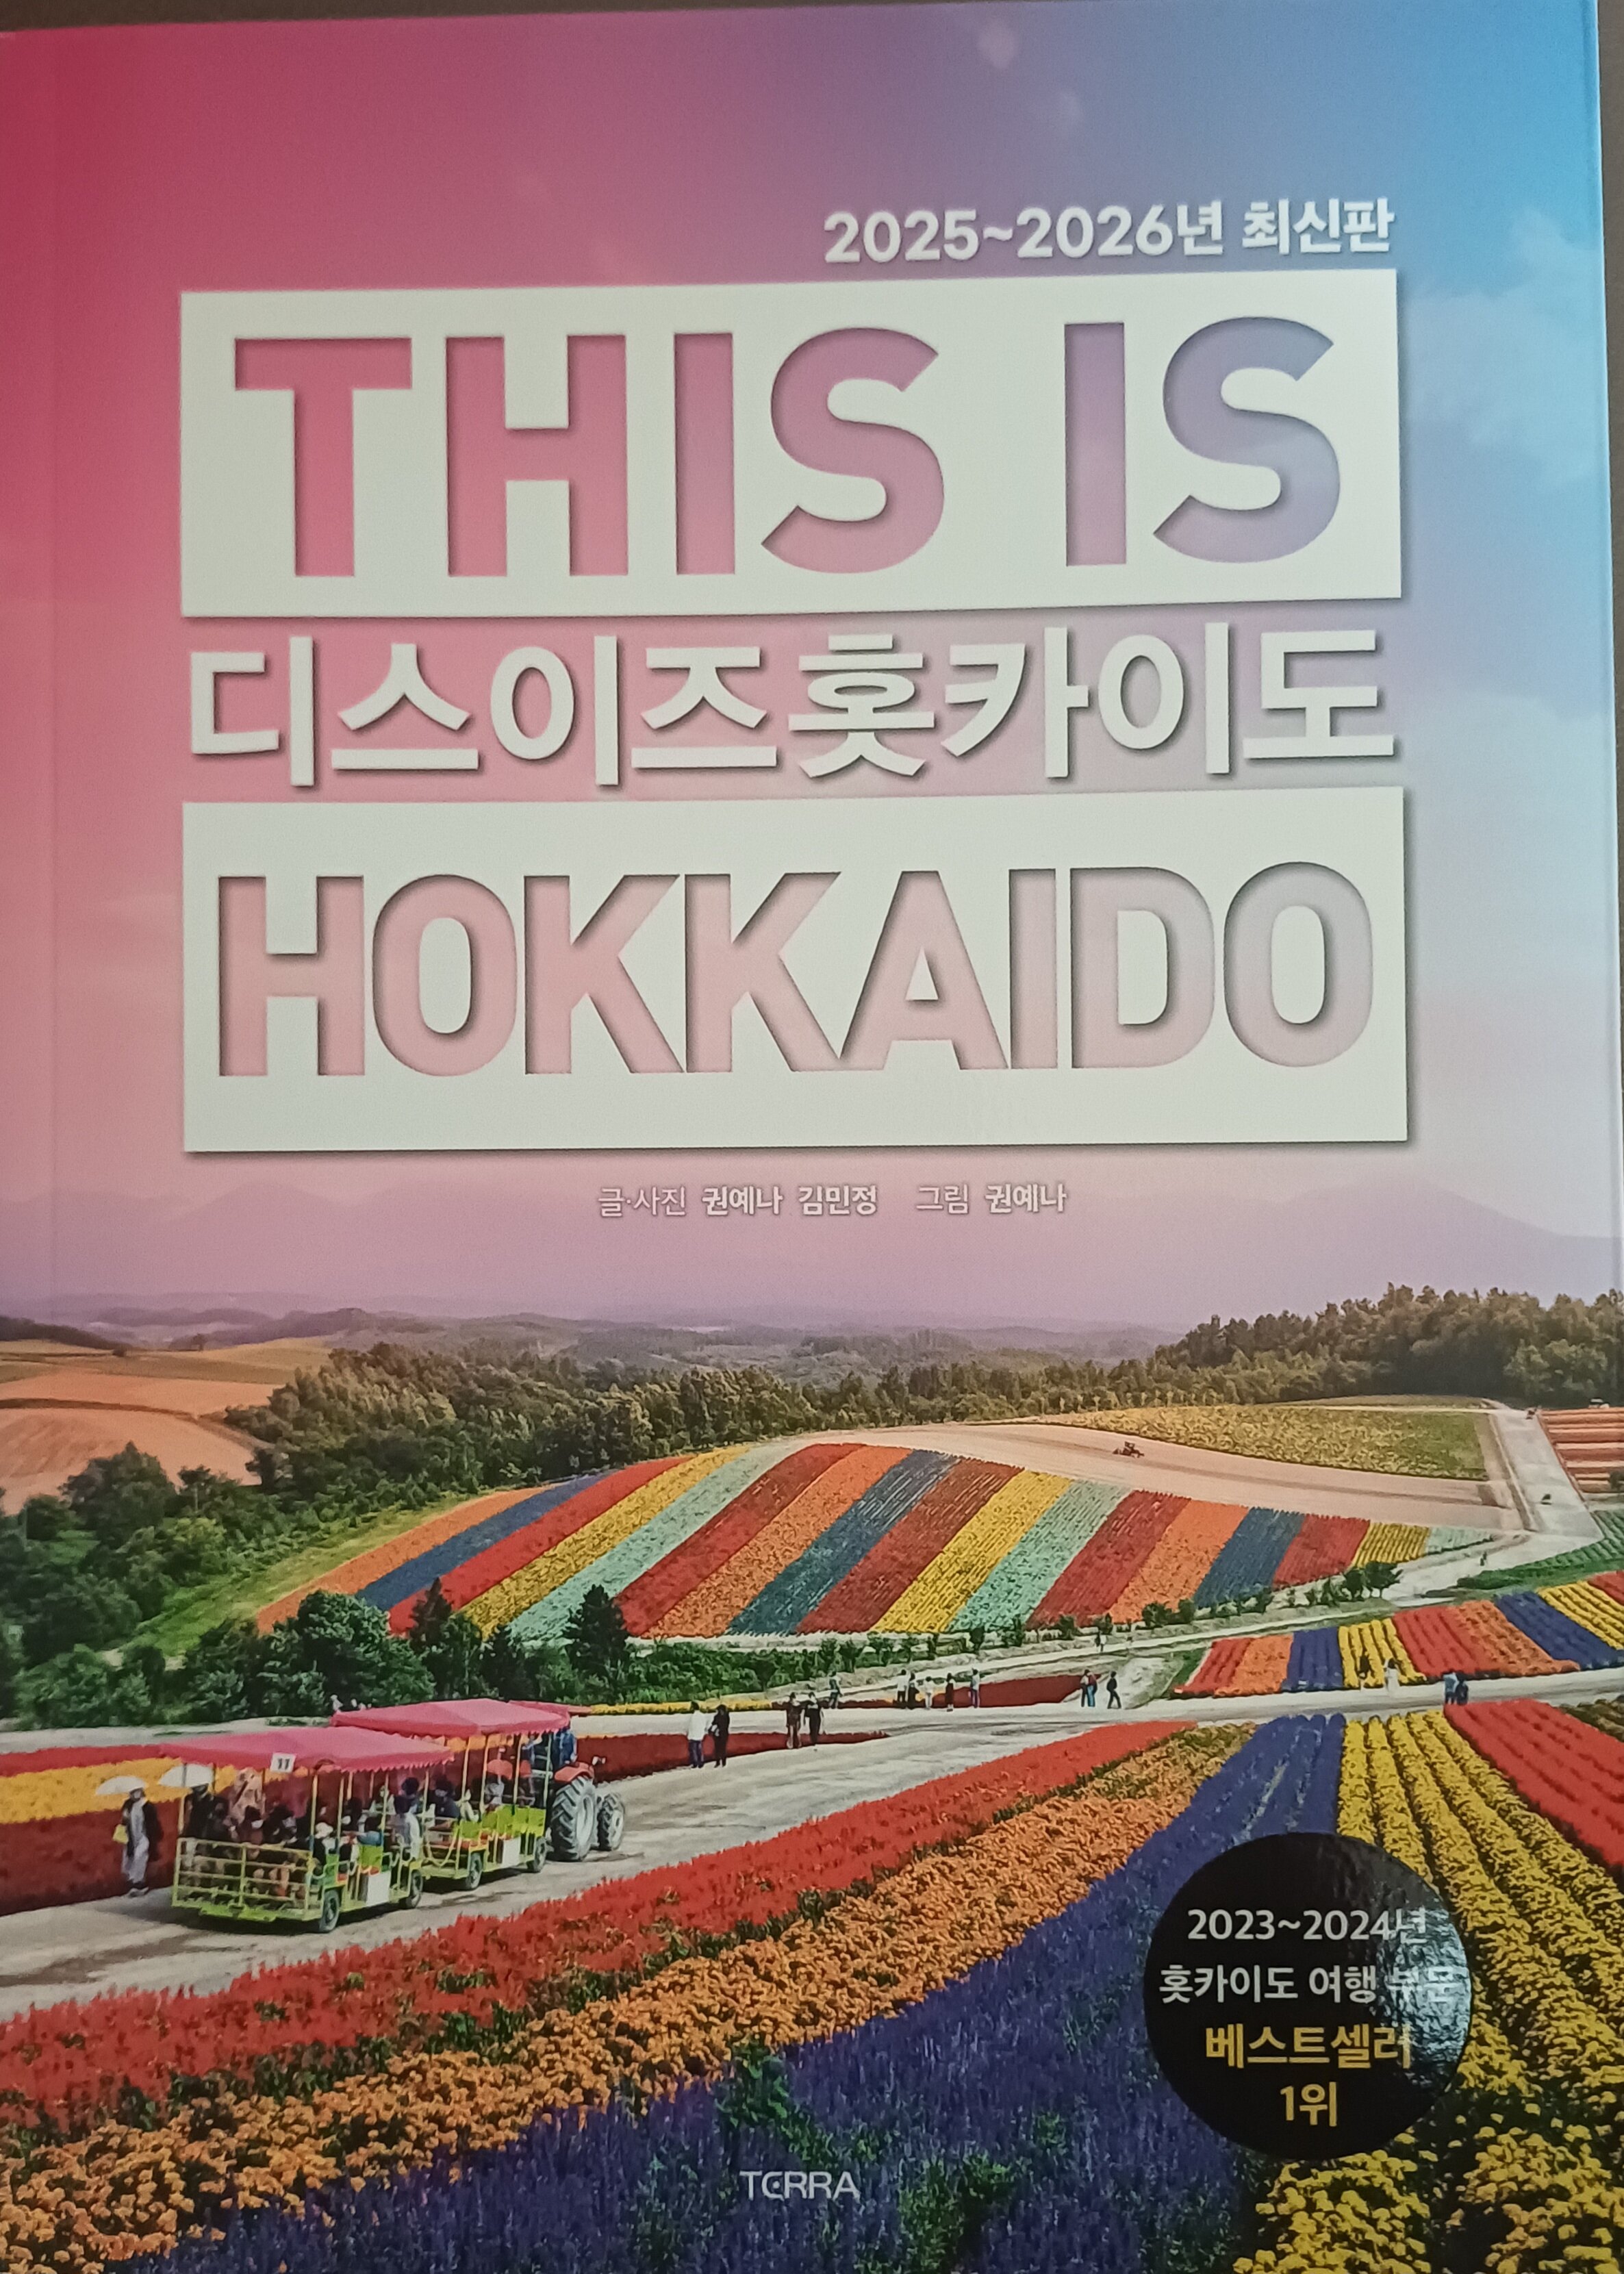 2025~2026년 최신판
THIS IS
디스이즈홋카이도
HOKKAIDO
글·사진 권예나 김민정 그림 권예나
11
2023~2024년
홋카이도 여행 부문
베스트셀러
1위
TERRA